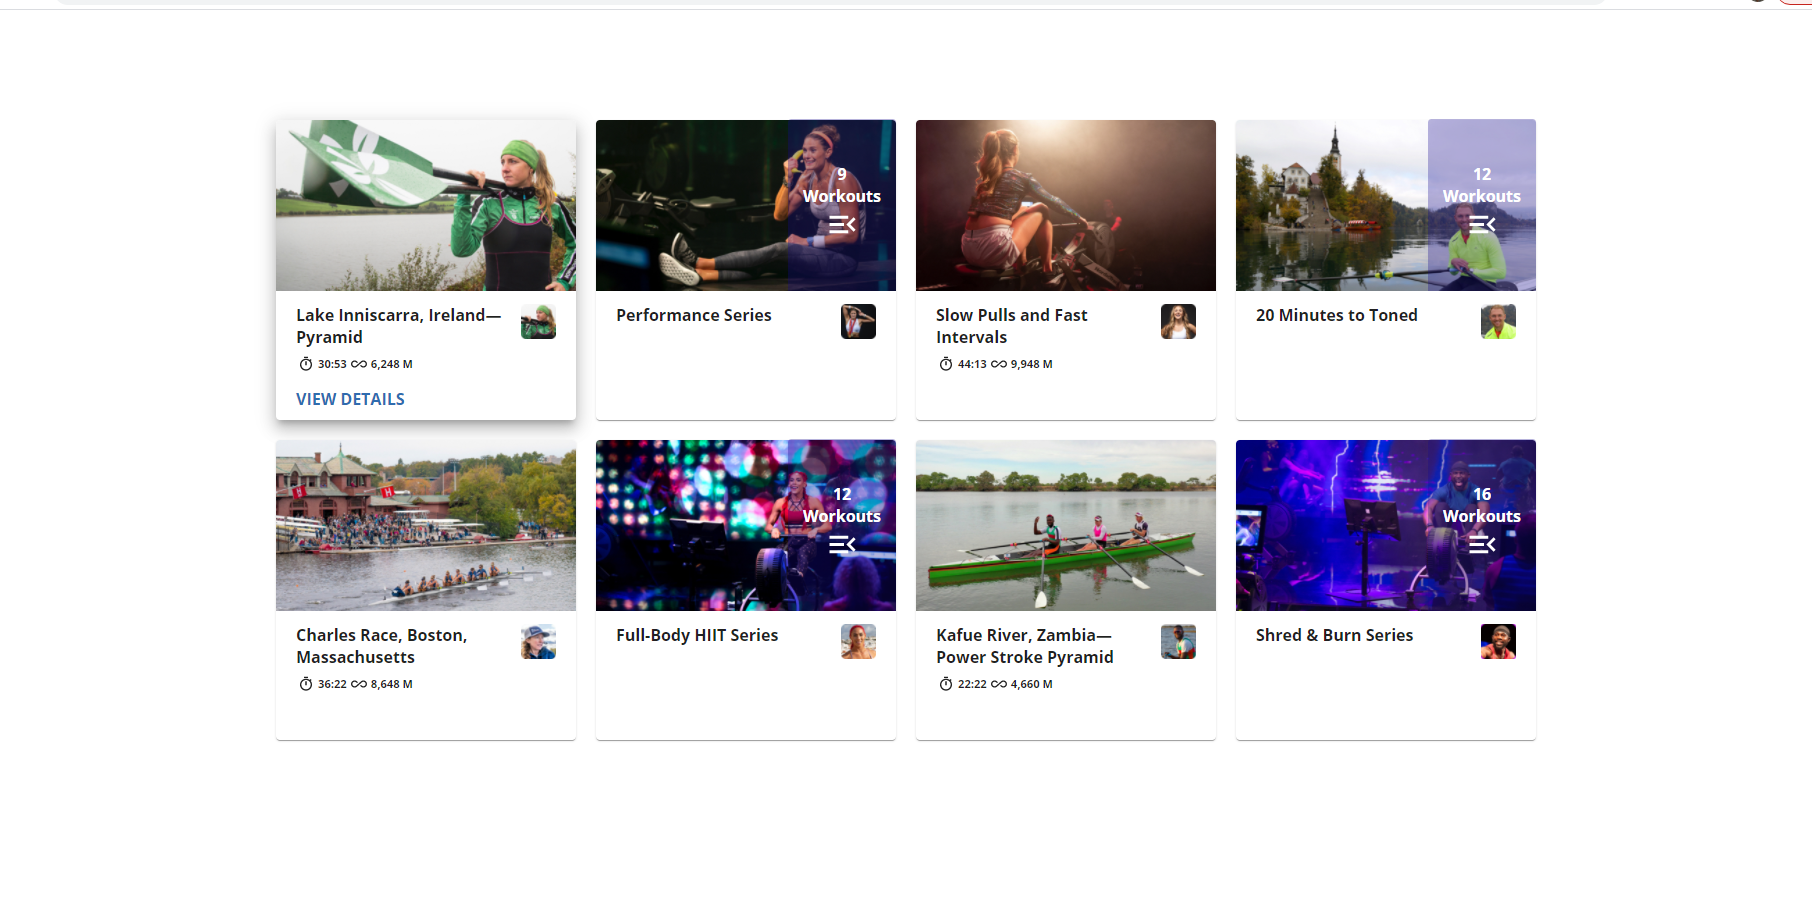 Lake Inniscarra, Ireland—
Pyramid
30:53 6,248 M
VIEW DETAILS
9
Workouts
Performance Series
Slow Pulls and Fast
Intervals
44:13 9,948 M
12
Workouts
20 Minutes to Toned
Charles Race, Boston,
Massachusetts
36:22 8,648 M
12
Workouts
Full-Body HIIT Series
Kafue River, Zambia—
Power Stroke Pyramid
22:22 4,660 M
16
Workouts
Shred & Burn Series